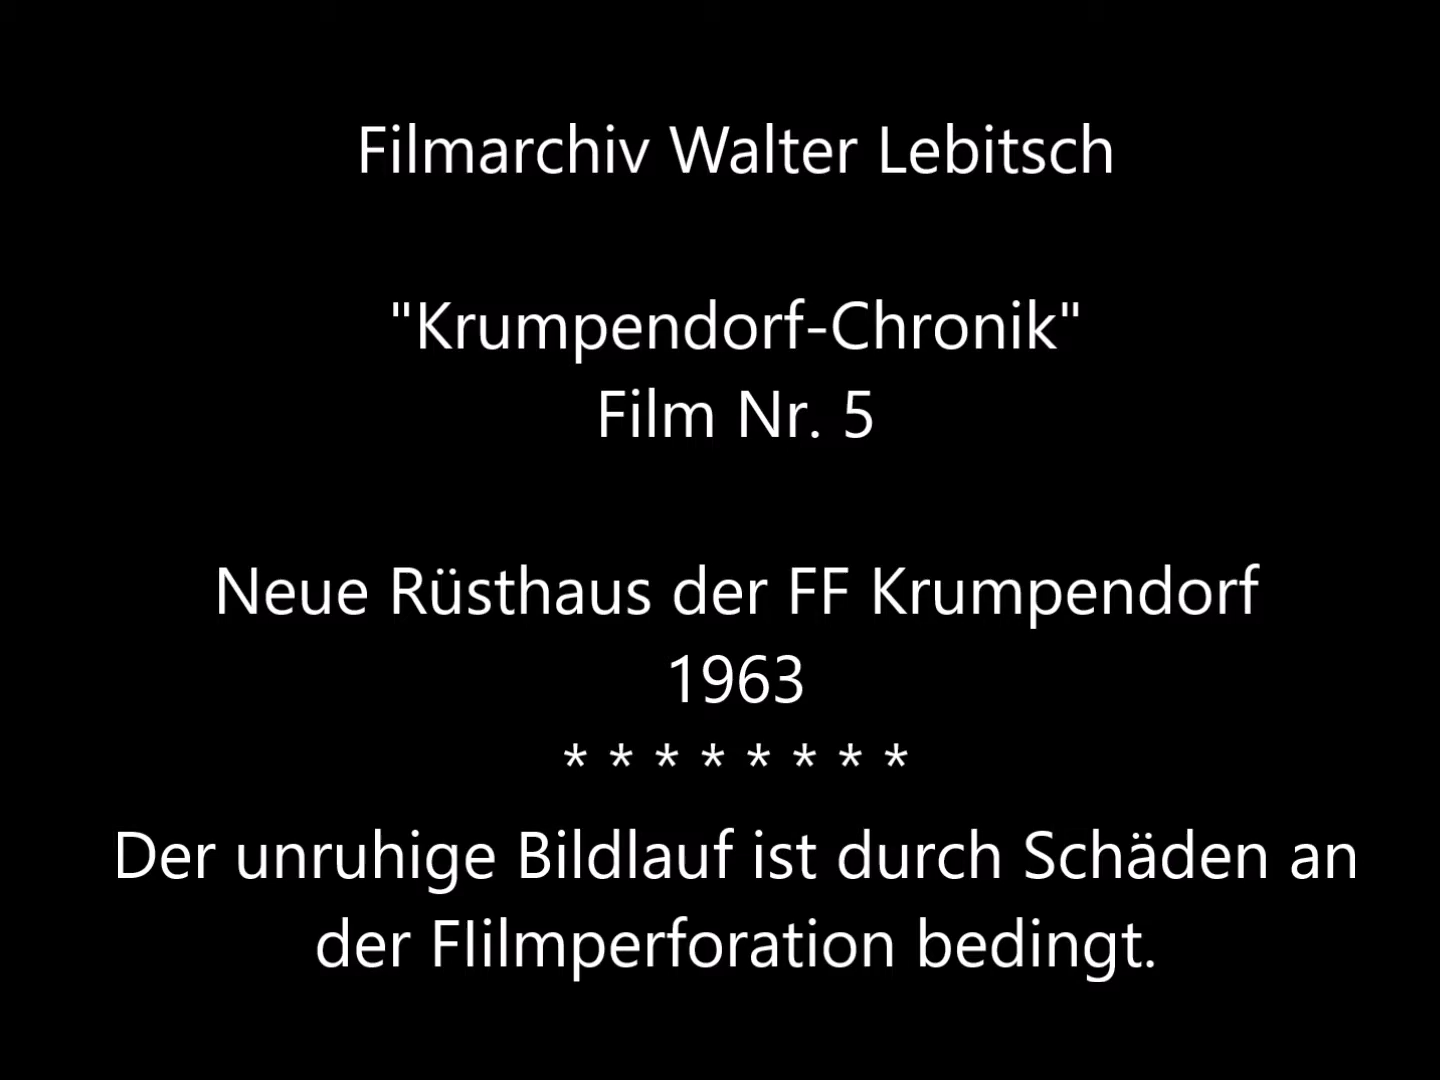 Filmarchiv Walter Lebitsch
"Krumpendorf-Chronik"
Film Nr. 5
Neue Rüsthaus der FF Krumpendorf
1963
* * * * * * * *
Der unruhige Bildlauf ist durch Schäden an
der FIilmperforation bedingt.